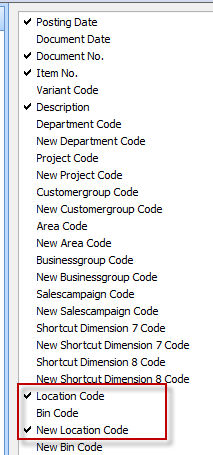 Posting Date
Document Date
Document No.
Item No.
Variant Code
Description
Department Code
New Department Code
Project Code
New Project Code
Customergroup Code
New Customergroup Code
Area Code
New Area Code
Businessgroup Code
New Businessgroup Code
Salescampaign Code
New Salescampaign Code
Shortcut Dimension 7 Code
New Shortcut Dimension 7 Code
Shortcut Dimension 8 Code
New Shortcut Dimension 8 Code
Location Code
Bin Code
New Location Code
New Bin Code